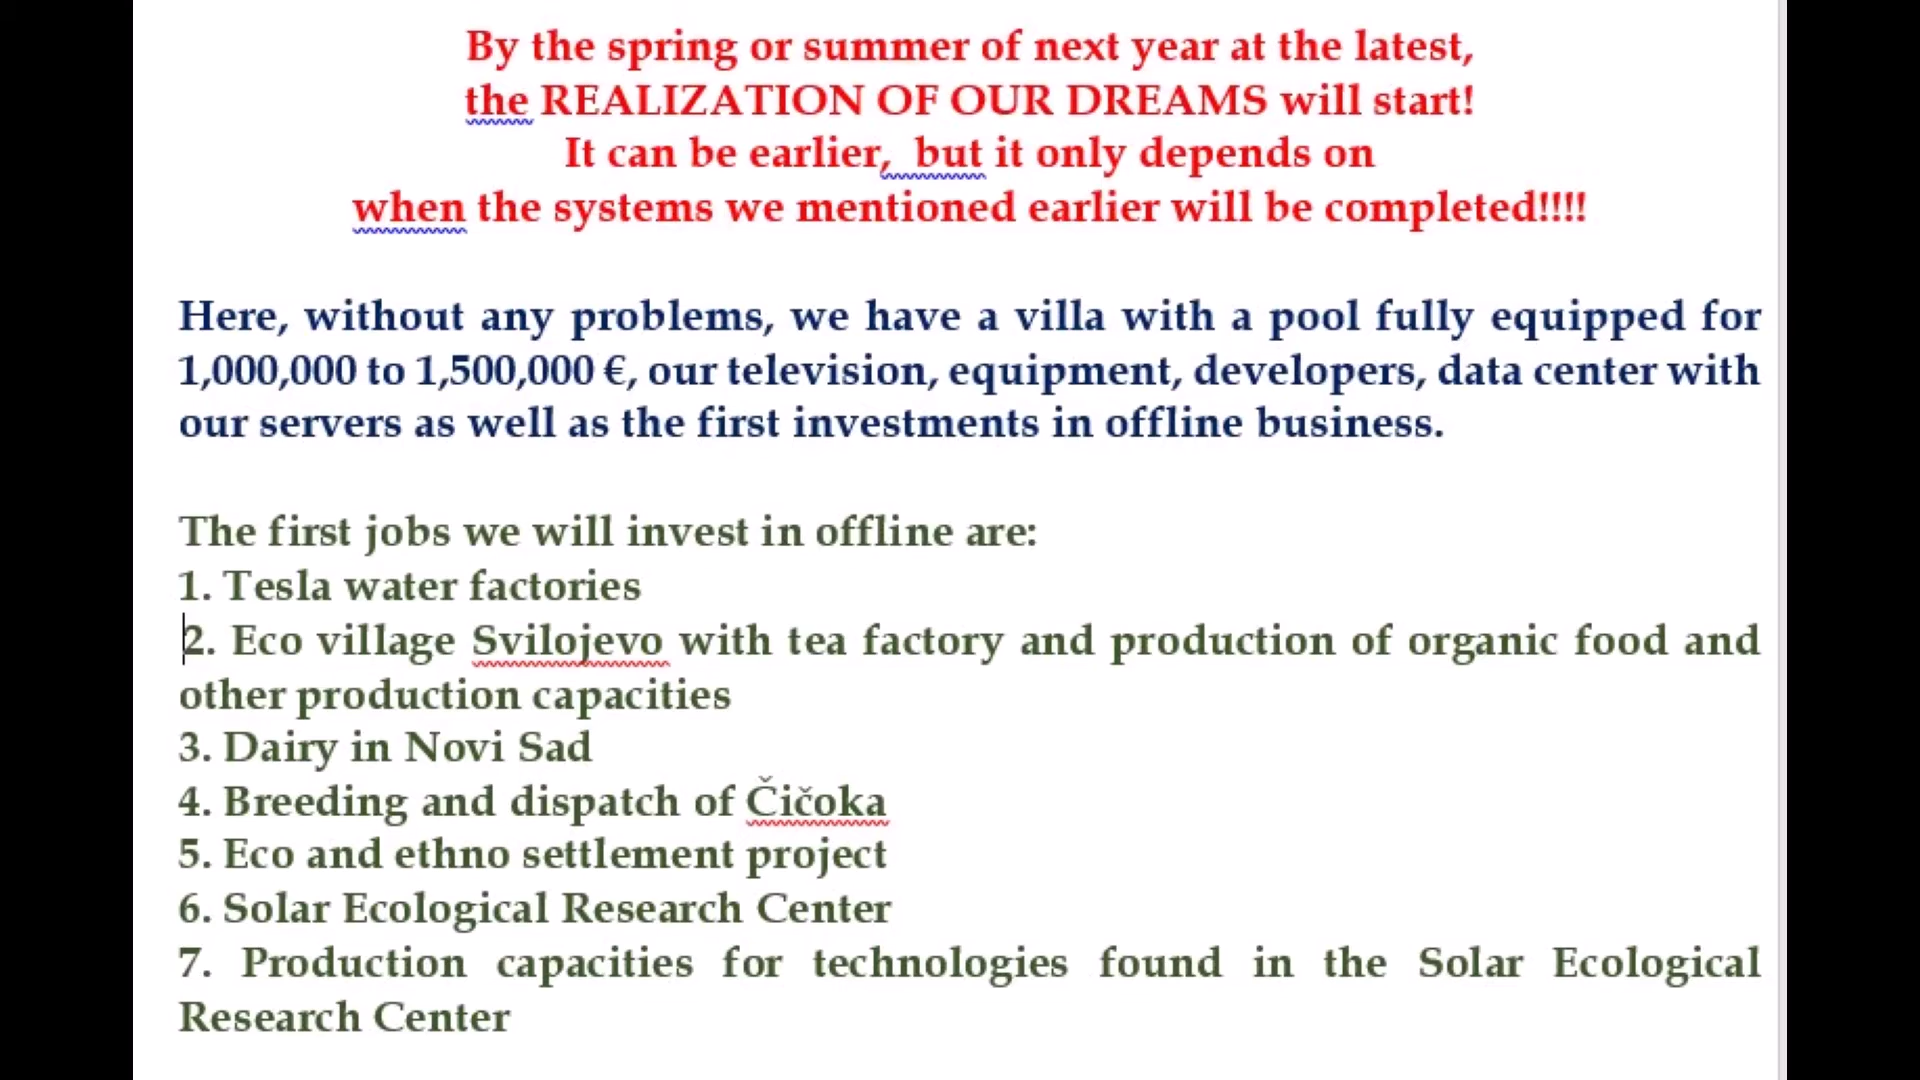 By the spring or summer of next year at the latest,
the REALIZATION OF OUR DREAMS will start!
It can be earlier,  but it only depends on
when the systems we mentioned earlier will be completed!!!!
Here, without any problems, we have a villa with a pool fully equipped for
1,000,000 to 1,500,000 €, our television, equipment, developers, data center with
our servers as well as the first investments in offline business.
The first jobs we will invest in offline are:
1. Tesla water factories
2. Eco village Svilojevo with tea factory and production of organic food and
other production capacities
3. Dairy in Novi Sad
4. Breeding and dispatch of Čičoka
5. Eco and ethno settlement project
6. Solar Ecological Research Center
7. Production capacities for technologies found in the Solar Ecological
Research Center